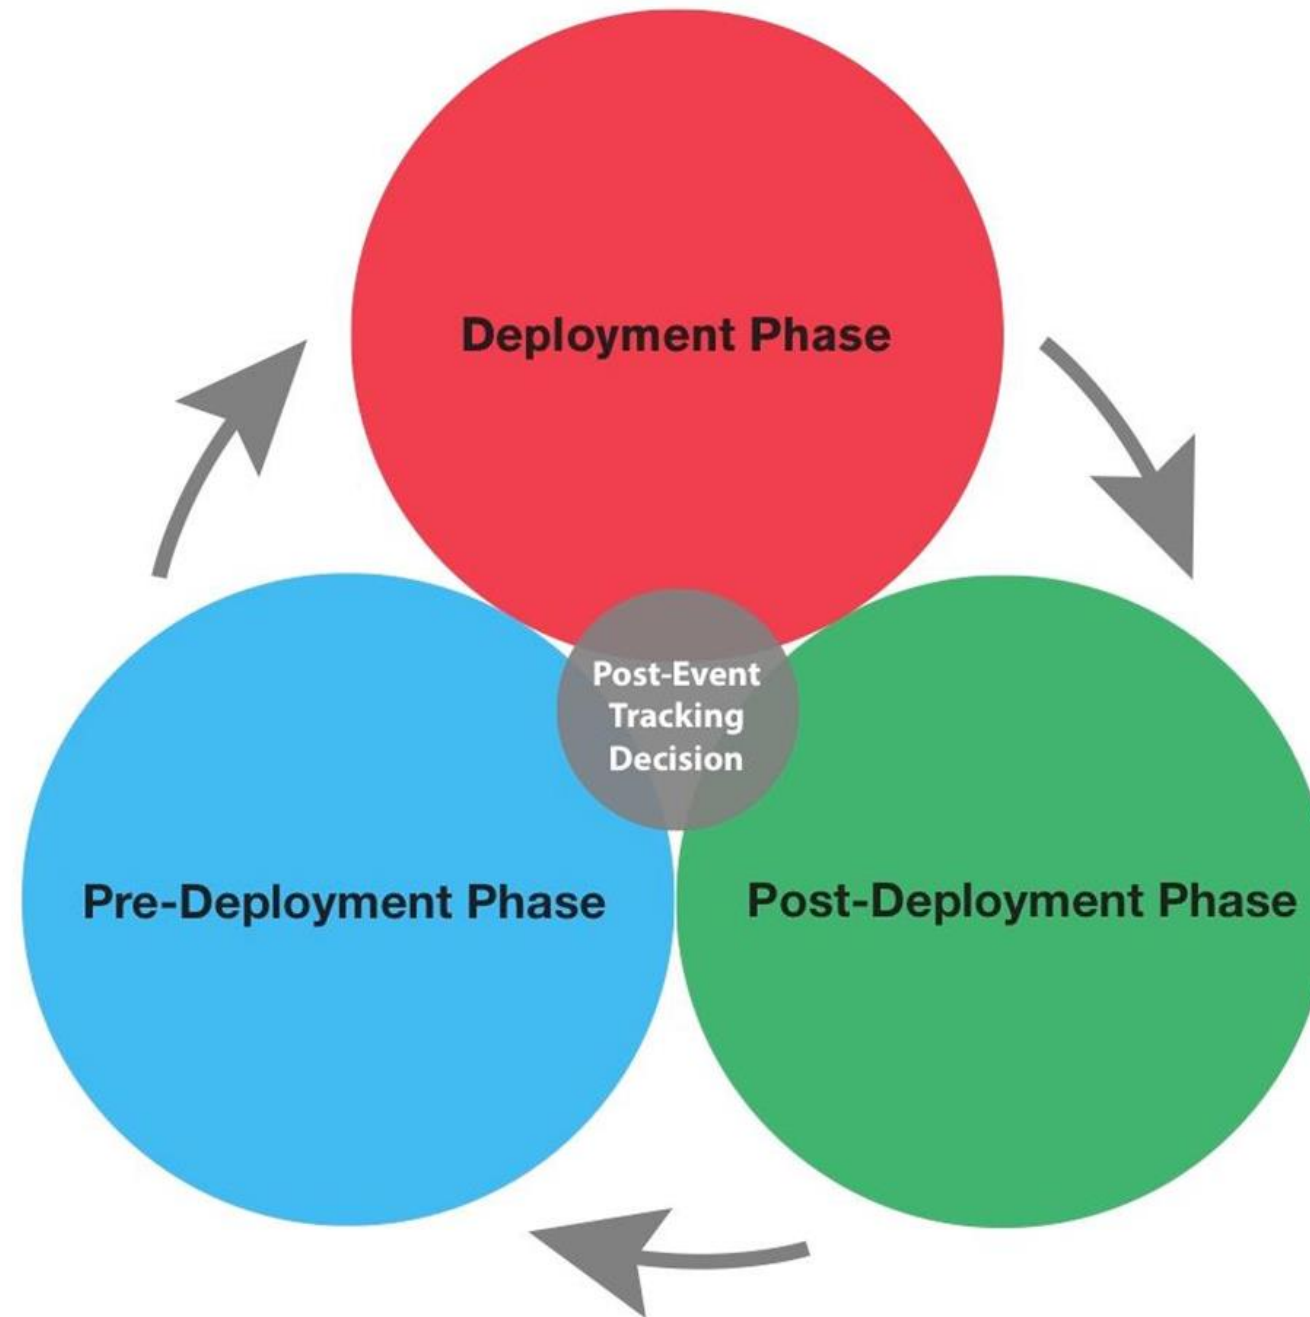 Deployment Phase
Post-Event
Tracking
Decision
Pre-Deployment Phase
Post-Deployment Phase